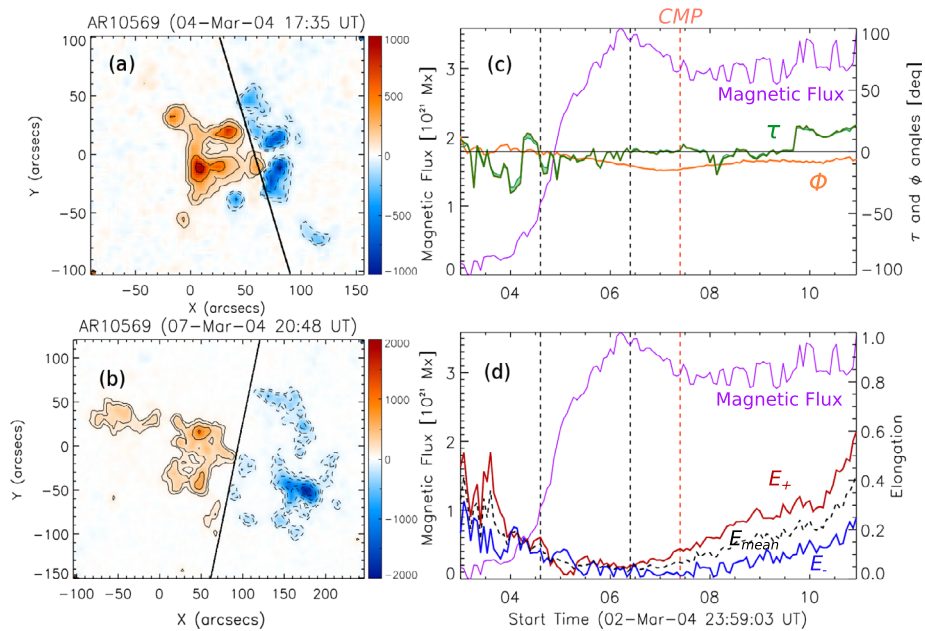 AR10569 (04-Mar-04 17:35 UT)
(a)
100
50
0
−50
−100
Y (arcsecs)
−50 0 50 100 150
X (arcsecs)
1000
500
0
−500
−1000
AR10569 (07-Mar-04 20:48 UT)
(b)
100
50
0
−50
−100
−150
Y (arcsecs)
−100 −50 0 50 100 150 200
X (arcsecs)
2000
1000
0
−1000
−2000
CMP
(c)
Magnetic Flux
τ
Φ
3
2
1
0
Magnetic Flux [10²¹ Mx]
04 06 08 10
100
50
0
−50
−100
τ and φ angles [deg]
(d)
Magnetic Flux
E+
Emean
E-
3
2
1
0
Magnetic Flux [10²¹ Mx]
04 06 08 10
Start Time (02-Mar-04 23:59:03 UT)
1.0
0.8
0.6
0.4
0.2
0.0
Elongation